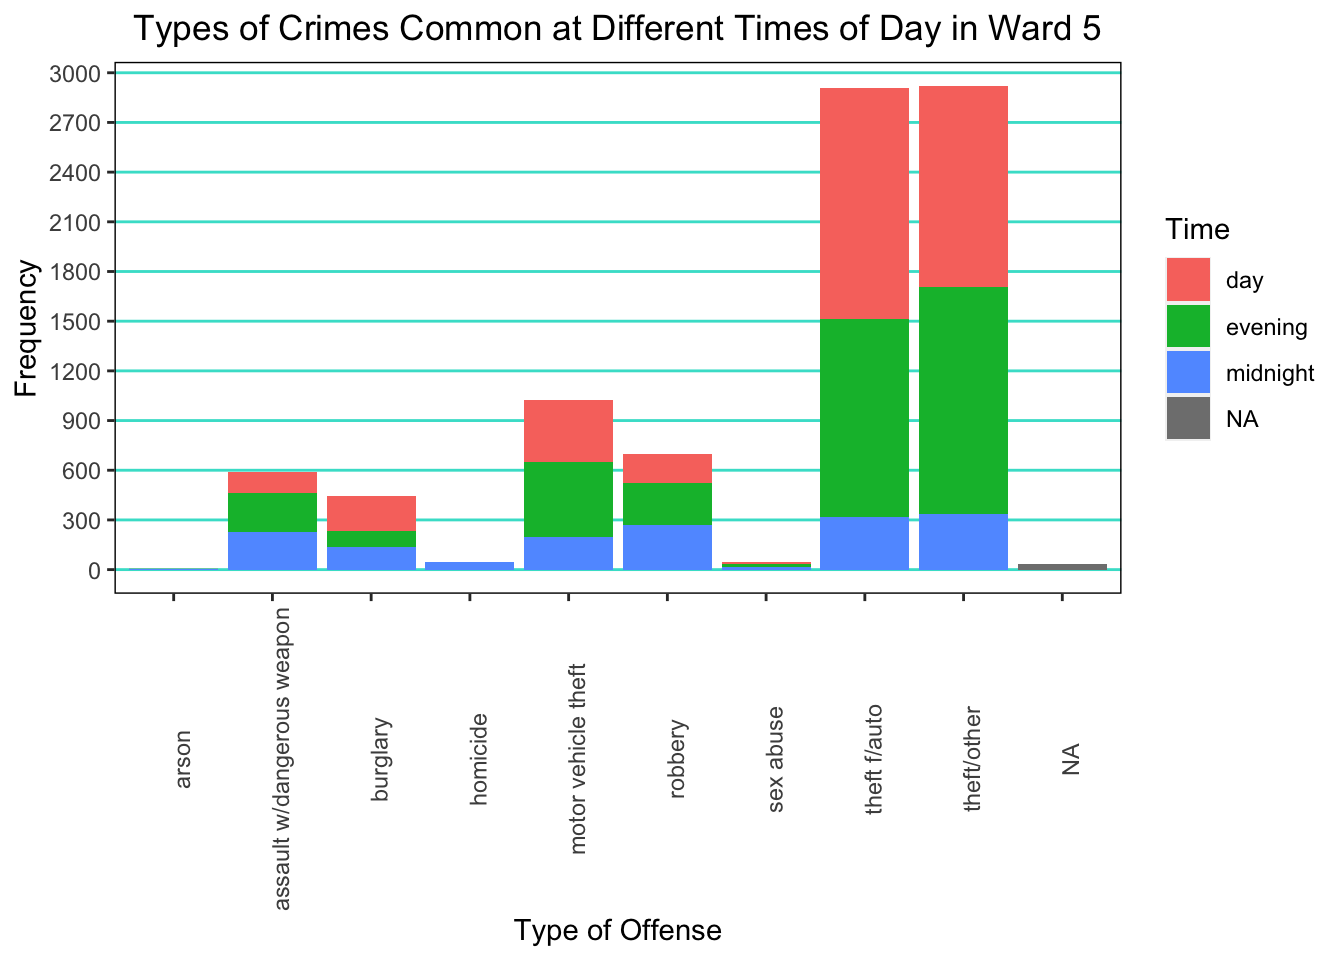 Types of Crimes Common at Different Times of Day in Ward 5
3000
2700
2400
2100
1800
1500
1200
900
600
300
0
Frequency
arson
assault w/dangerous weapon
burglary
homicide
motor vehicle theft
robbery
sex abuse
theft f/auto
theft/other
NA
Type of Offense
Time
day
evening
midnight
NA